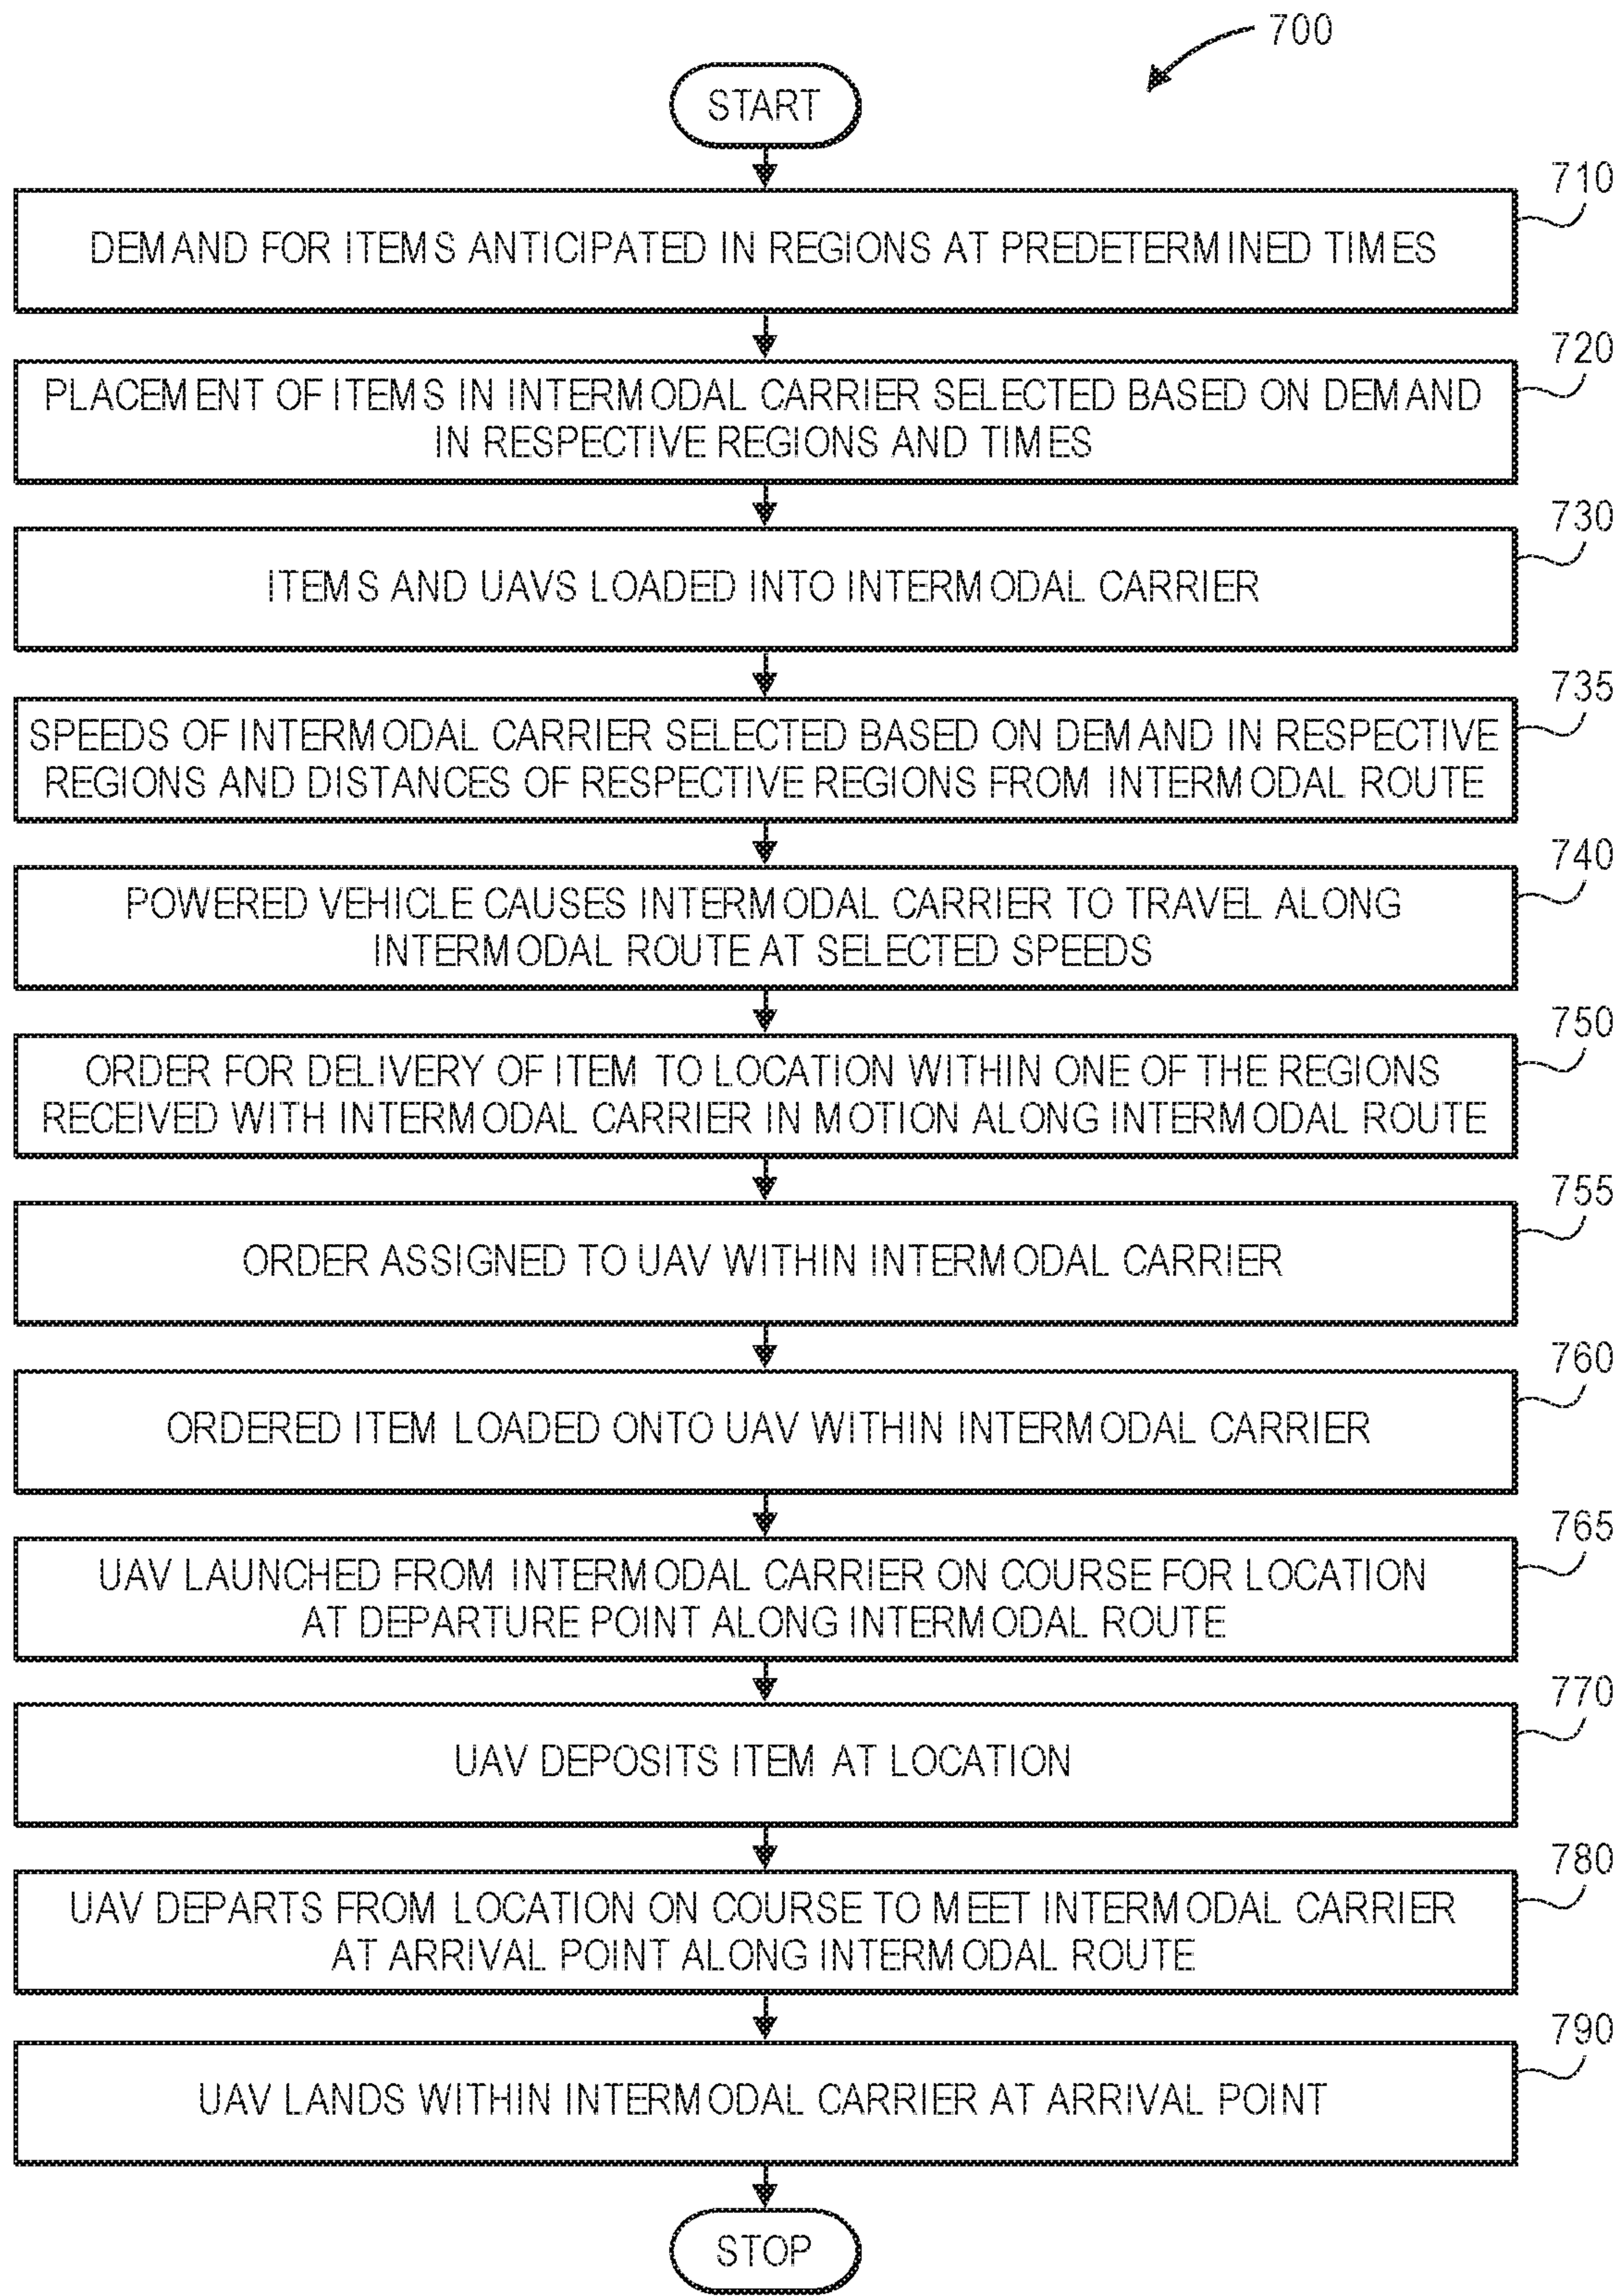 700
START
710
DEMAND FOR ITEMS ANTICIPATED IN REGIONS AT PREDETERMINED TIMES
720
PLACEMENT OF ITEMS IN INTERMODAL CARRIER SELECTED BASED ON DEMAND
IN RESPECTIVE REGIONS AND TIMES
730
ITEMS AND UAVS LOADED INTO INTERMODAL CARRIER
735
SPEEDS OF INTERMODAL CARRIER SELECTED BASED ON DEMAND IN RESPECTIVE
REGIONS AND DISTANCES OF RESPECTIVE REGIONS FROM INTERMODAL ROUTE
740
POWERED VEHICLE CAUSES INTERMODAL CARRIER TO TRAVEL ALONG
INTERMODAL ROUTE AT SELECTED SPEEDS
750
ORDER FOR DELIVERY OF ITEM TO LOCATION WITHIN ONE OF THE REGIONS
RECEIVED WITH INTERMODAL CARRIER IN MOTION ALONG INTERMODAL ROUTE
755
ORDER ASSIGNED TO UAV WITHIN INTERMODAL CARRIER
760
ORDERED ITEM LOADED ONTO UAV WITHIN INTERMODAL CARRIER
765
UAV LAUNCHED FROM INTERMODAL CARRIER ON COURSE FOR LOCATION
AT DEPARTURE POINT ALONG INTERMODAL ROUTE
770
UAV DEPOSITS ITEM AT LOCATION
780
UAV DEPARTS FROM LOCATION ON COURSE TO MEET INTERMODAL CARRIER
AT ARRIVAL POINT ALONG INTERMODAL ROUTE
790
UAV LANDS WITHIN INTERMODAL CARRIER AT ARRIVAL POINT
STOP